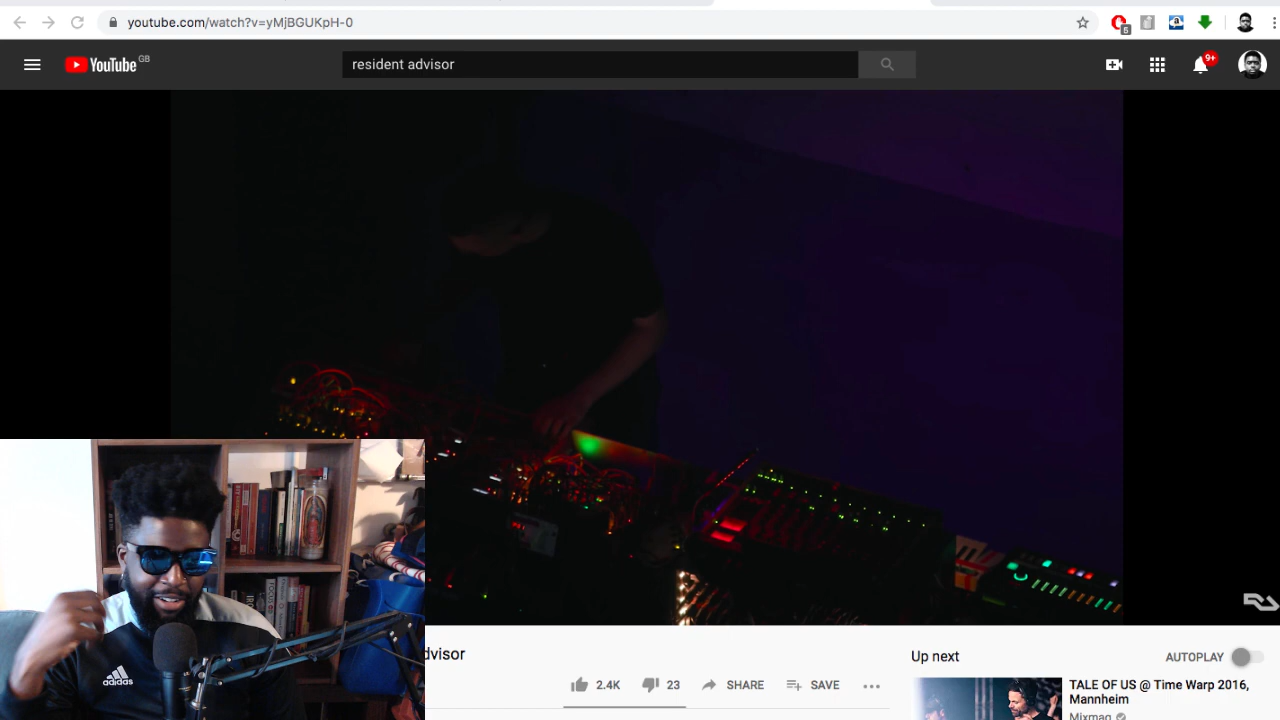 youtube.com/watch?v=yMjBGUKpH-0
5
YouTube GB
resident advisor
9+
adidas
dvisor
2.4K
23
SHARE
SAVE
Up next
AUTOPLAY
TALE OF US @ Time Warp 2016,
Mannheim
Mixmag